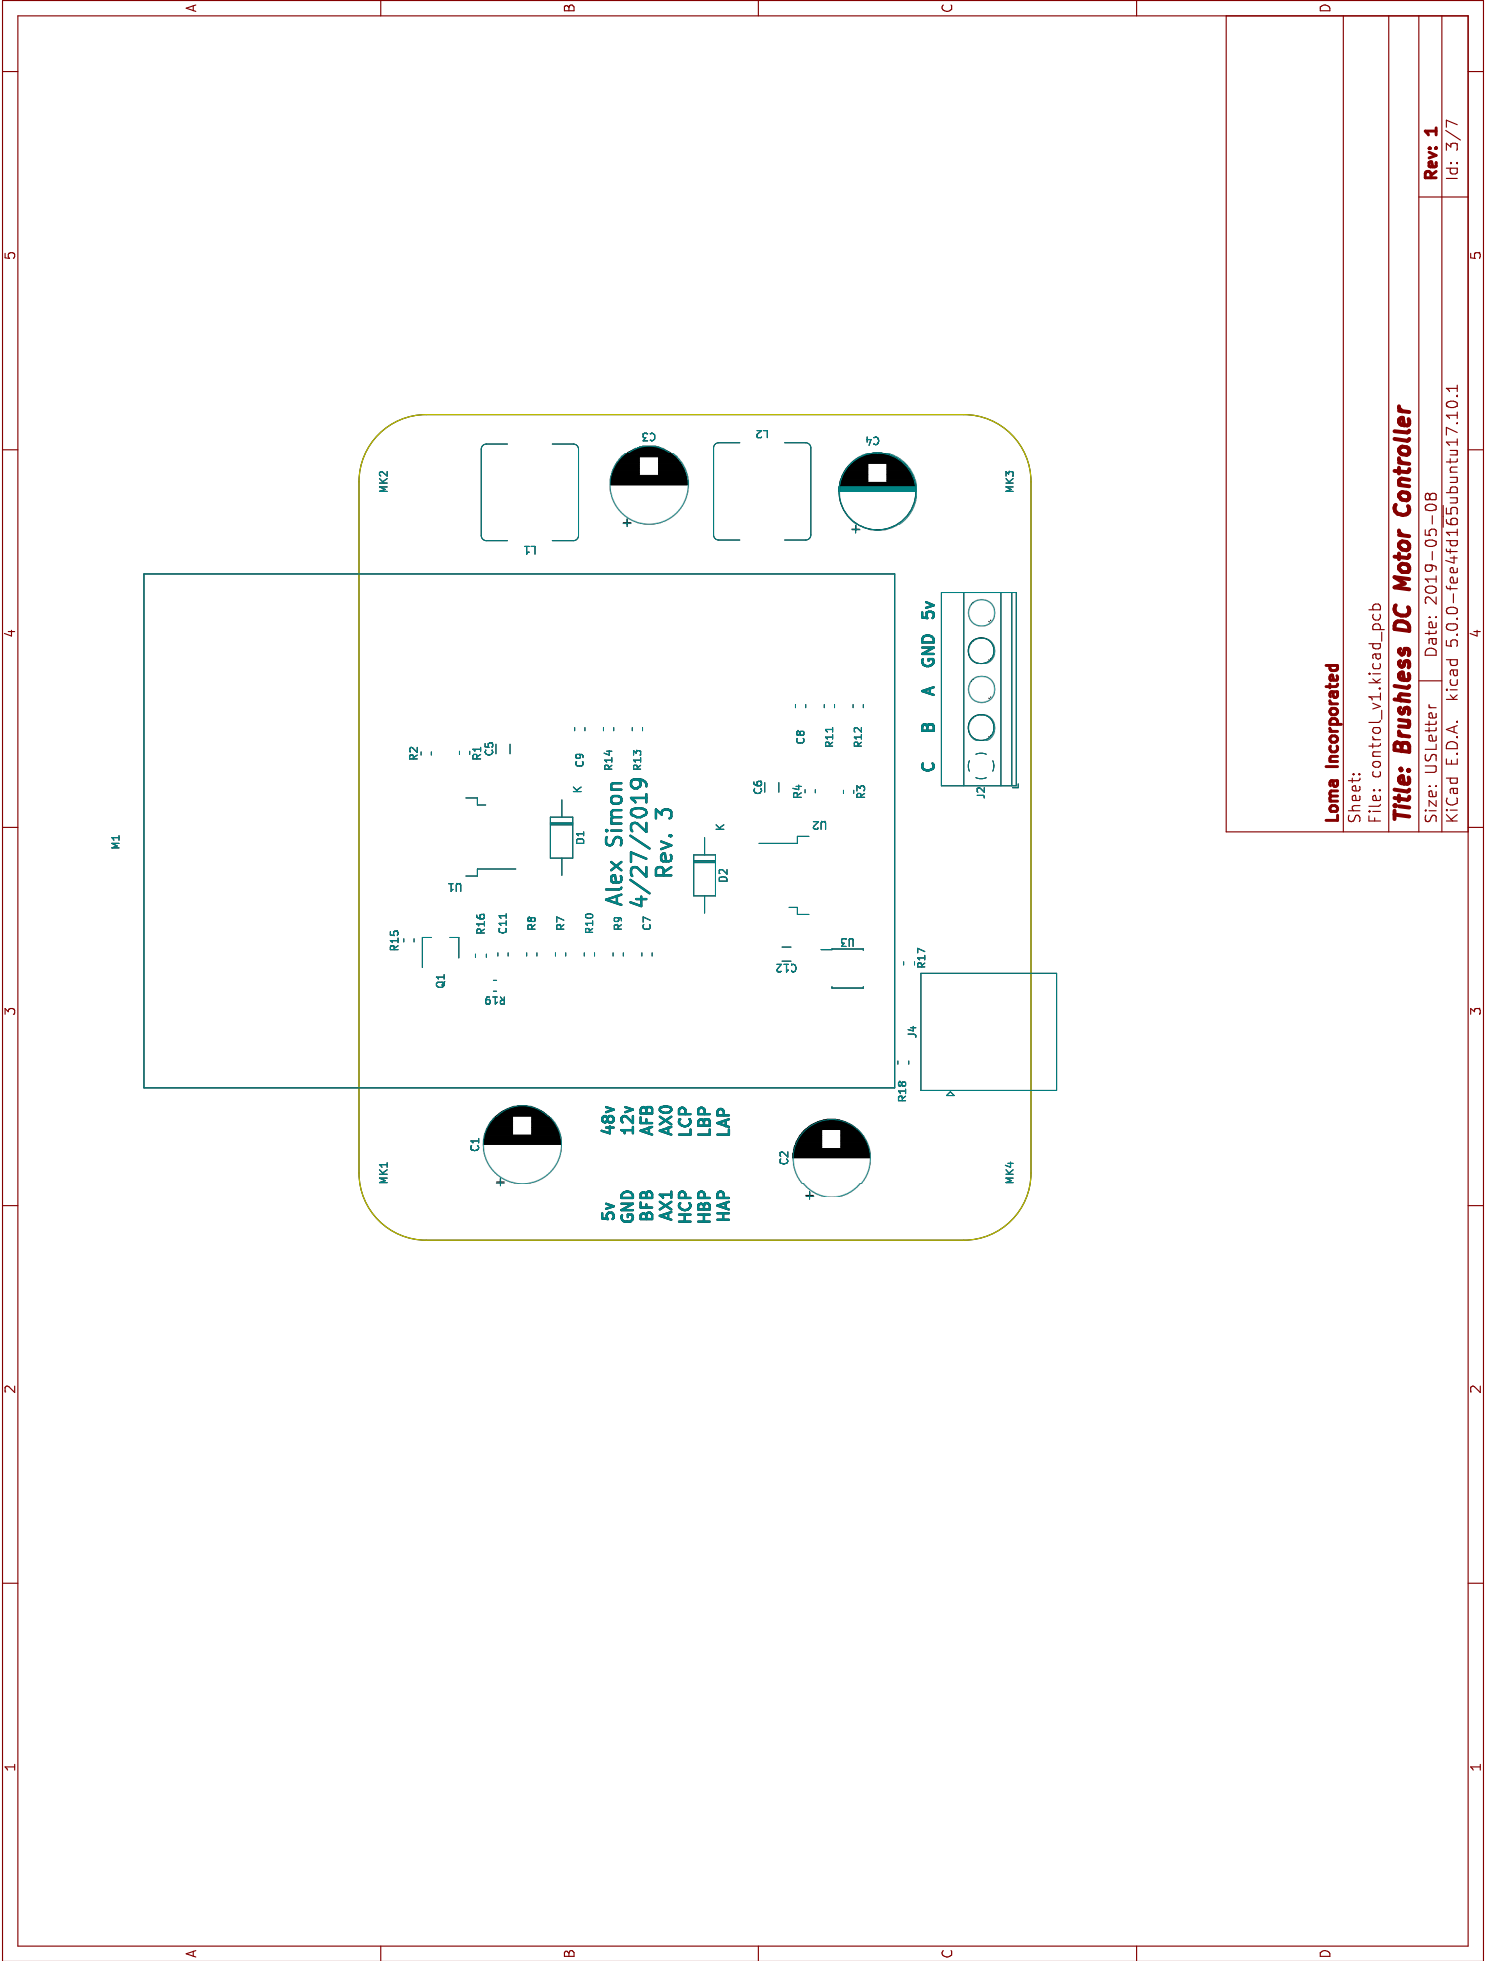 1 2 3 4 5
M1
A A
MK1 MK2
R15
R2
Q1
U1
C1
R16
R1
C5
R19
C11
R8
L1
R7
B B
K
D1
C9
R10
R14
R9
R13
C7
C3
5v 48v
GND 12v
BFB AFB
AX1 AX0
HCP LCP
HBP LBP
HAP LAP
Alex Simon
4/27/2019
Rev. 3
K
D2
C6
L2
C2
C12
R4
C8
U2
R11
U3
R3
R12
C4
R18
J4
R17
C B A GND 5v
C C
J2
MK4 MK3
D D
Loma Incorporated
Sheet:
File: control_v1.kicad_pcb
Title: Brushless DC Motor Controller
Size: USLetter Date: 2019-05-08 Rev: 1
KiCad E.D.A. kicad 5.0.0-fee4fd165ubuntu17.10.1 Id: 3/7
1 2 3 4 5